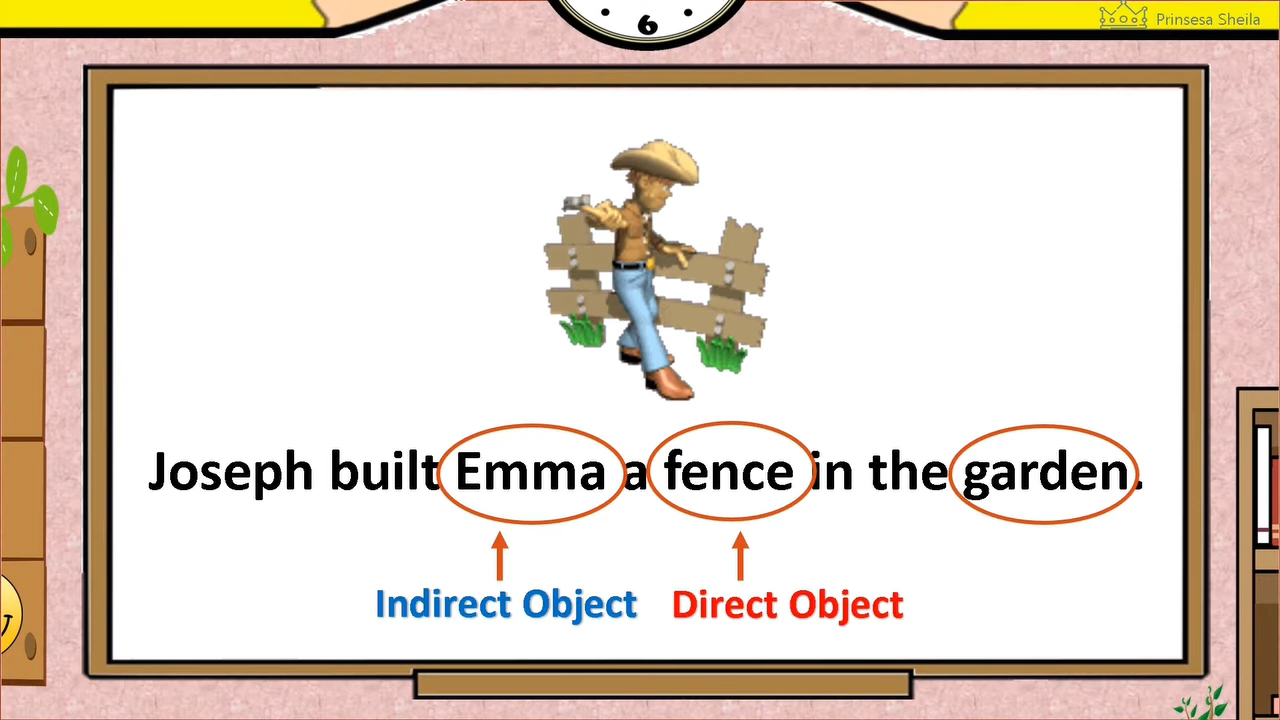 6
Prinsesa Sheila
Joseph built Emma a fence in the garden.
Indirect Object Direct Object